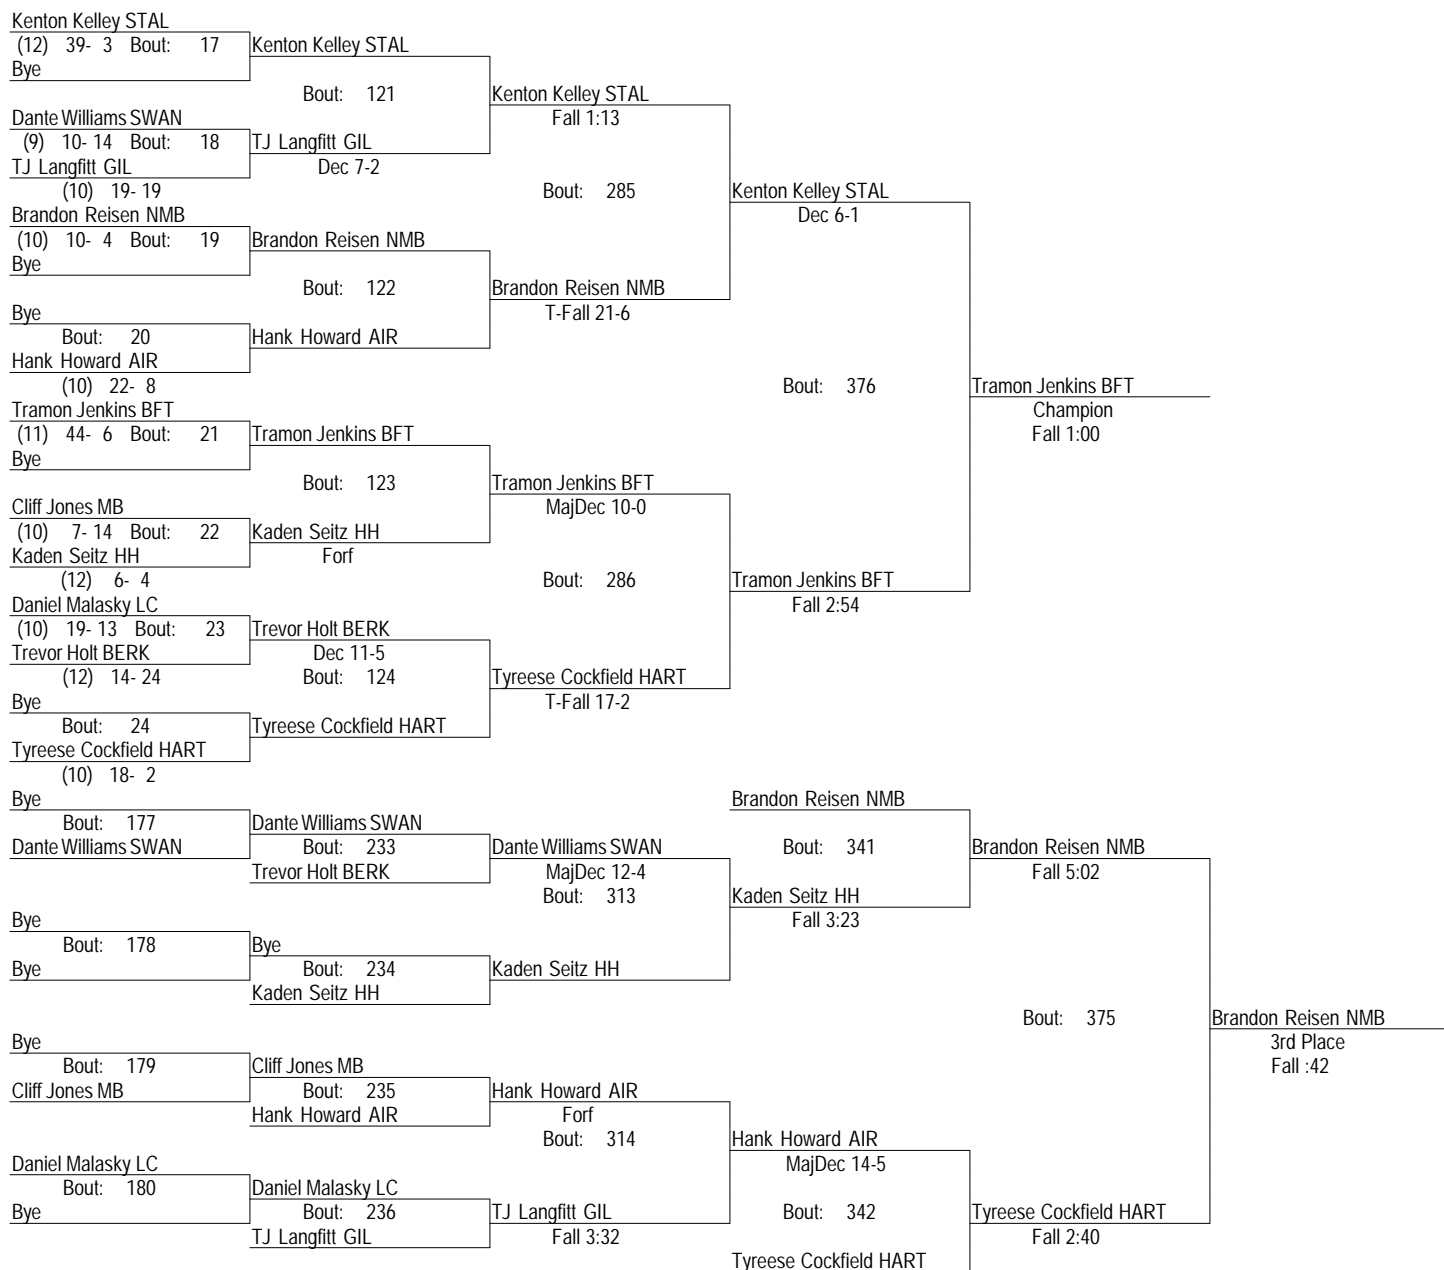 Kenton Kelley STAL
(12) 39- 3 Bout: 17 Kenton Kelley STAL
Bye
Bout: 121 Kenton Kelley STAL
Dante Williams SWAN Fall 1:13
(9) 10- 14 Bout: 18 TJ Langfitt GIL
TJ Langfitt GIL Dec 7-2
(10) 19- 19 Bout: 285 Kenton Kelley STAL
Brandon Reisen NMB Dec 6-1
(10) 10- 4 Bout: 19 Brandon Reisen NMB
Bye
Bout: 122 Brandon Reisen NMB
Bye T-Fall 21-6
Bout: 20 Hank Howard AIR
Hank Howard AIR
(10) 22- 8 Bout: 376 Tramon Jenkins BFT
Tramon Jenkins BFT Champion
(11) 44- 6 Bout: 21 Tramon Jenkins BFT Fall 1:00
Bye
Bout: 123 Tramon Jenkins BFT
Cliff Jones MB MajDec 10-0
(10) 7- 14 Bout: 22 Kaden Seitz HH
Kaden Seitz HH Forf
(12) 6- 4 Bout: 286 Tramon Jenkins BFT
Daniel Malasky LC Fall 2:54
(10) 19- 13 Bout: 23 Trevor Holt BERK
Trevor Holt BERK Dec 11-5
(12) 14- 24 Bout: 124 Tyreese Cockfield HART
Bye T-Fall 17-2
Bout: 24 Tyreese Cockfield HART
Tyreese Cockfield HART
(10) 18- 2
Bye Brandon Reisen NMB
Bout: 177 Dante Williams SWAN
Dante Williams SWAN Bout: 233 Dante Williams SWAN Bout: 341 Brandon Reisen NMB
Trevor Holt BERK MajDec 12-4 Fall 5:02
Bout: 313 Kaden Seitz HH
Bye Fall 3:23
Bout: 178 Bye
Bye Bout: 234 Kaden Seitz HH
Kaden Seitz HH
Bout: 375 Brandon Reisen NMB
Bye 3rd Place
Bout: 179 Cliff Jones MB Fall :42
Cliff Jones MB Bout: 235 Hank Howard AIR
Hank Howard AIR Forf
Bout: 314 Hank Howard AIR
Daniel Malasky LC MajDec 14-5
Bout: 180 Daniel Malasky LC
Bye Bout: 236 TJ Langfitt GIL Bout: 342 Tyreese Cockfield HART
TJ Langfitt GIL Fall 3:32 Fall 2:40
Tyreese Cockfield HART